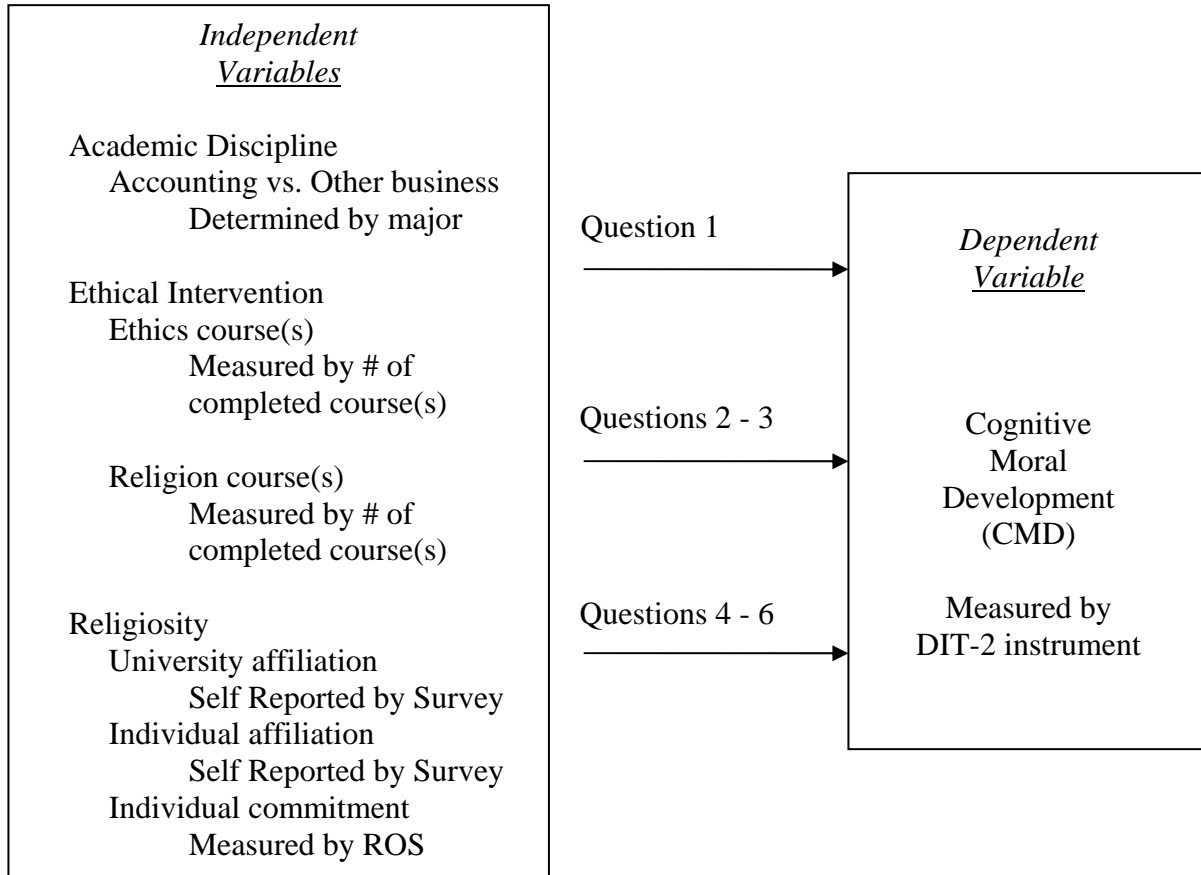 Independent
Variables
Academic Discipline
Accounting vs. Other business
Determined by major
Ethical Intervention
Ethics course(s)
Measured by # of
completed course(s)
Religion course(s)
Measured by # of
completed course(s)
Religiosity
University affiliation
Self Reported by Survey
Individual affiliation
Self Reported by Survey
Individual commitment
Measured by ROS
Question 1
Questions 2 - 3
Questions 4 - 6
Dependent
Variable
Cognitive
Moral
Development
(CMD)
Measured by
DIT-2 instrument